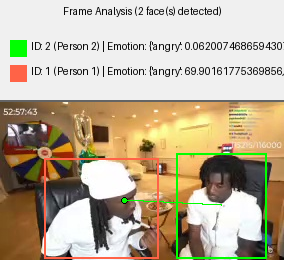 Frame Analysis (2 face(s) detected)
ID: 2 (Person 2) | Emotion: {'angry': 0.0620074686594307
ID: 1 (Person 1) | Emotion: {'angry': 69.90161775369856,
52:57:43